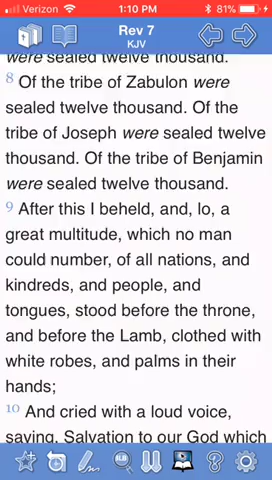 Verizon 1:10 PM 81%
Rev 7
KJV
were sealed twelve thousand.
8 Of the tribe of Zabulon were
sealed twelve thousand. Of the
tribe of Joseph were sealed twelve
thousand. Of the tribe of Benjamin
were sealed twelve thousand.
9 After this I beheld, and, lo, a
great multitude, which no man
could number, of all nations, and
kindreds, and people, and
tongues, stood before the throne,
and before the Lamb, clothed with
white robes, and palms in their
hands;
10 And cried with a loud voice,
saying, Salvation to our God which